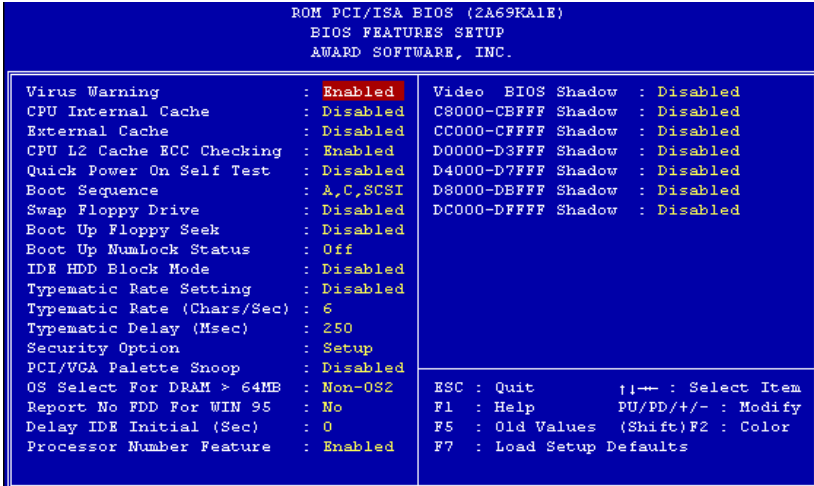 ROM PCI/ISA BIOS (2A69KA1E)
BIOS FEATURES SETUP
AWARD SOFTWARE, INC.
Virus Warning : Enabled
CPU Internal Cache : Disabled
External Cache : Disabled
CPU L2 Cache ECC Checking : Enabled
Quick Power On Self Test : Disabled
Boot Sequence : A,C,SCSI
Swap Floppy Drive : Disabled
Boot Up Floppy Seek : Disabled
Boot Up NumLock Status : Off
IDE HDD Block Mode : Disabled
Typematic Rate Setting : Disabled
Typematic Rate (Chars/Sec) : 6
Typematic Delay (Msec) : 250
Security Option : Setup
PCI/VGA Palette Snoop : Disabled
OS Select For DRAM > 64MB : Non-OS2
Report No FDD For WIN 95 : No
Delay IDE Initial (Sec) : 0
Processor Number Feature : Enabled
Video BIOS Shadow : Disabled
C8000-CBFFF Shadow : Disabled
CC000-CFFFF Shadow : Disabled
D0000-D3FFF Shadow : Disabled
D4000-D7FFF Shadow : Disabled
D8000-DBFFF Shadow : Disabled
DC000-DFFFF Shadow : Disabled
ESC : Quit ↑↓→← : Select Item
F1 : Help PU/PD/+/- : Modify
F5 : Old Values (Shift)F2 : Color
F7 : Load Setup Defaults